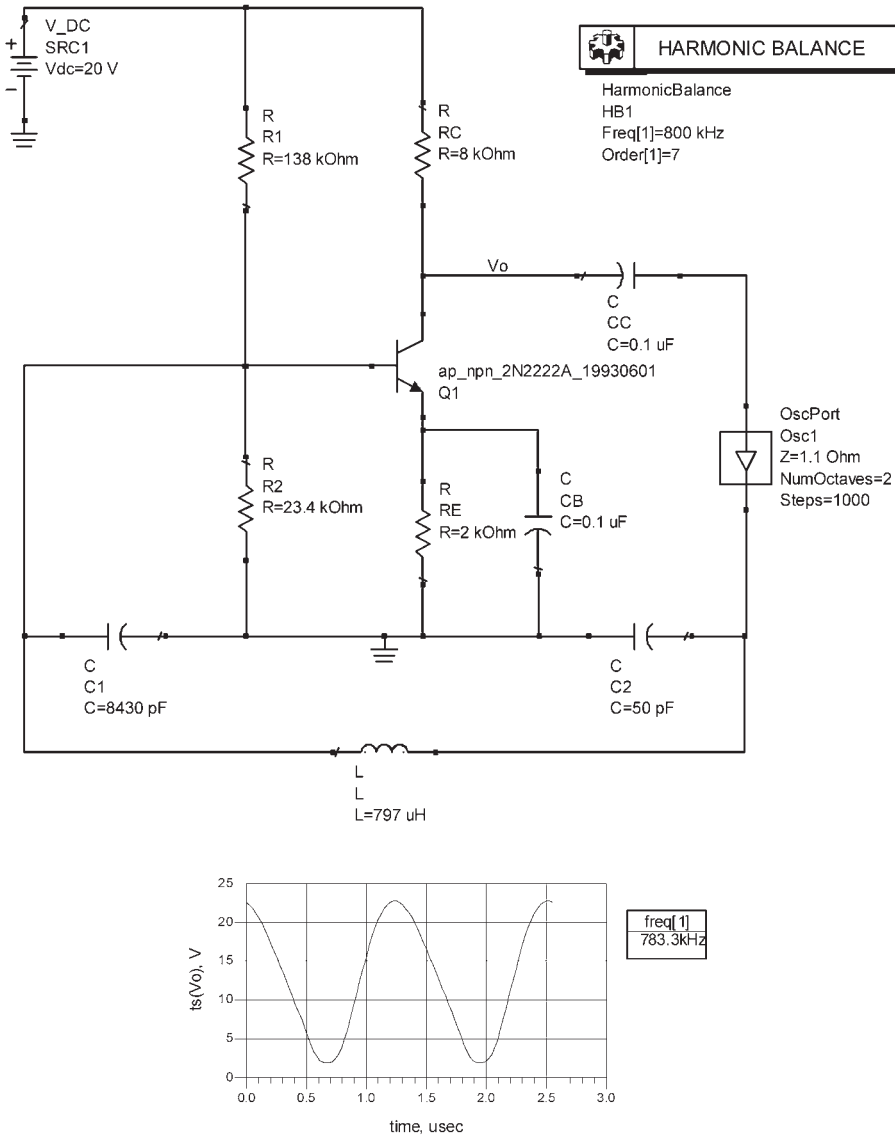 V_DC
SRC1
Vdc=20 V
+
−
HARMONIC BALANCE
HarmonicBalance
HB1
Freq[1]=800 kHz
Order[1]=7
R
R1
R=138 kOhm
R
RC
R=8 kOhm
Vo
C
CC
C=0.1 uF
ap_npn_2N2222A_19930601
Q1
OscPort
Osc1
Z=1.1 Ohm
NumOctaves=2
Steps=1000
R
R2
R=23.4 kOhm
R
RE
R=2 kOhm
C
CB
C=0.1 uF
C
C1
C=8430 pF
C
C2
C=50 pF
L
L
L=797 uH
ts(Vo), V
25
20
15
10
5
0
0.0 0.5 1.0 1.5 2.0 2.5 3.0
time, usec
freq[1]
783.3kHz